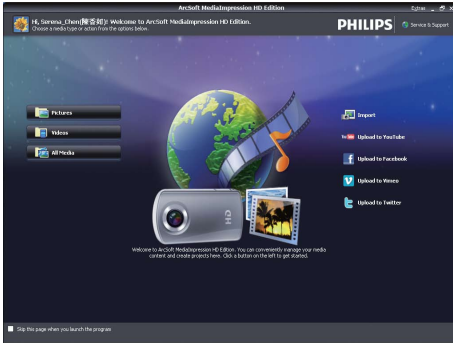 ArcSoft MediaImpression HD Edition
Extras
Hi, Serena_Chen(陳香如)! Welcome to ArcSoft MediaImpression HD Edition.
Choose a media type or action from the options below.
PHILIPS
Service & Support
Pictures
Videos
All Media
Import
You Tube Upload to YouTube
f Upload to Facebook
v Upload to Vimeo
t Upload to Twitter
HD
Welcome to ArcSoft MediaImpression HD Edition. You can conveniently manage your media
content and create projects here. Click a button on the left to get started.
Skip this page when you launch the program